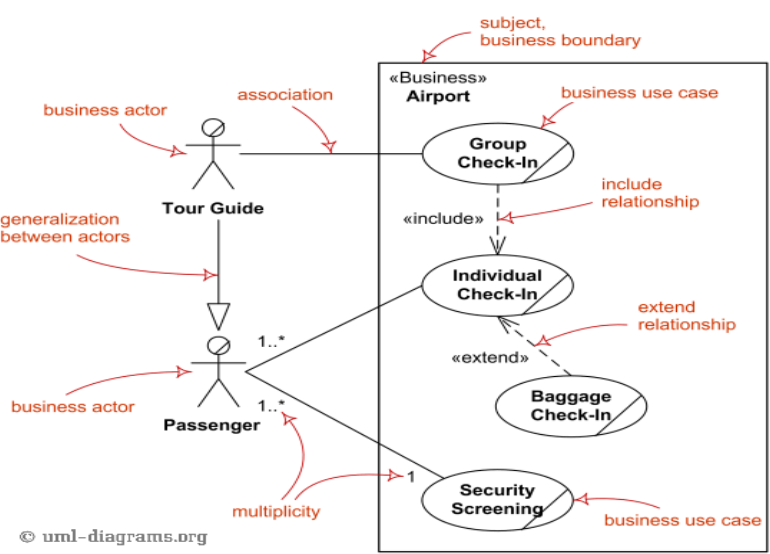 subject,
business boundary
«Business»
Airport
business use case
association
business actor
Group
Check-In
Tour Guide
include
relationship
«include»
generalization
between actors
Individual
Check-In
extend
relationship
1..*
«extend»
Baggage
Check-In
business actor
1..*
Passenger
1
multiplicity
Security
Screening
business use case
© uml-diagrams.org